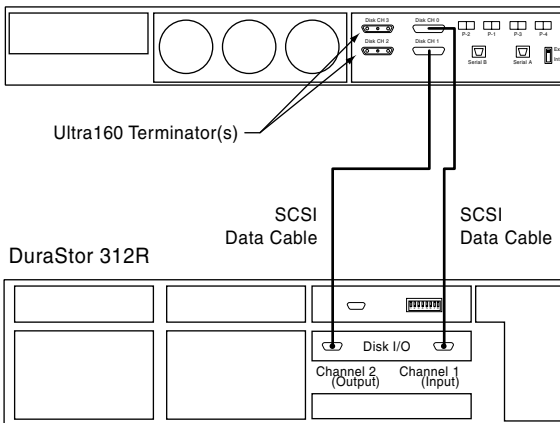 Disk CH 3
Disk CH 0
P-2
P-1
P-3
P-4
Disk CH 2
Disk CH 1
Serial B
Serial A
Ultra160 Terminator(s)
SCSI
Data Cable
SCSI
Data Cable
DuraStor 312R
Disk I/O
Channel 2
(Output)
Channel 1
(Input)